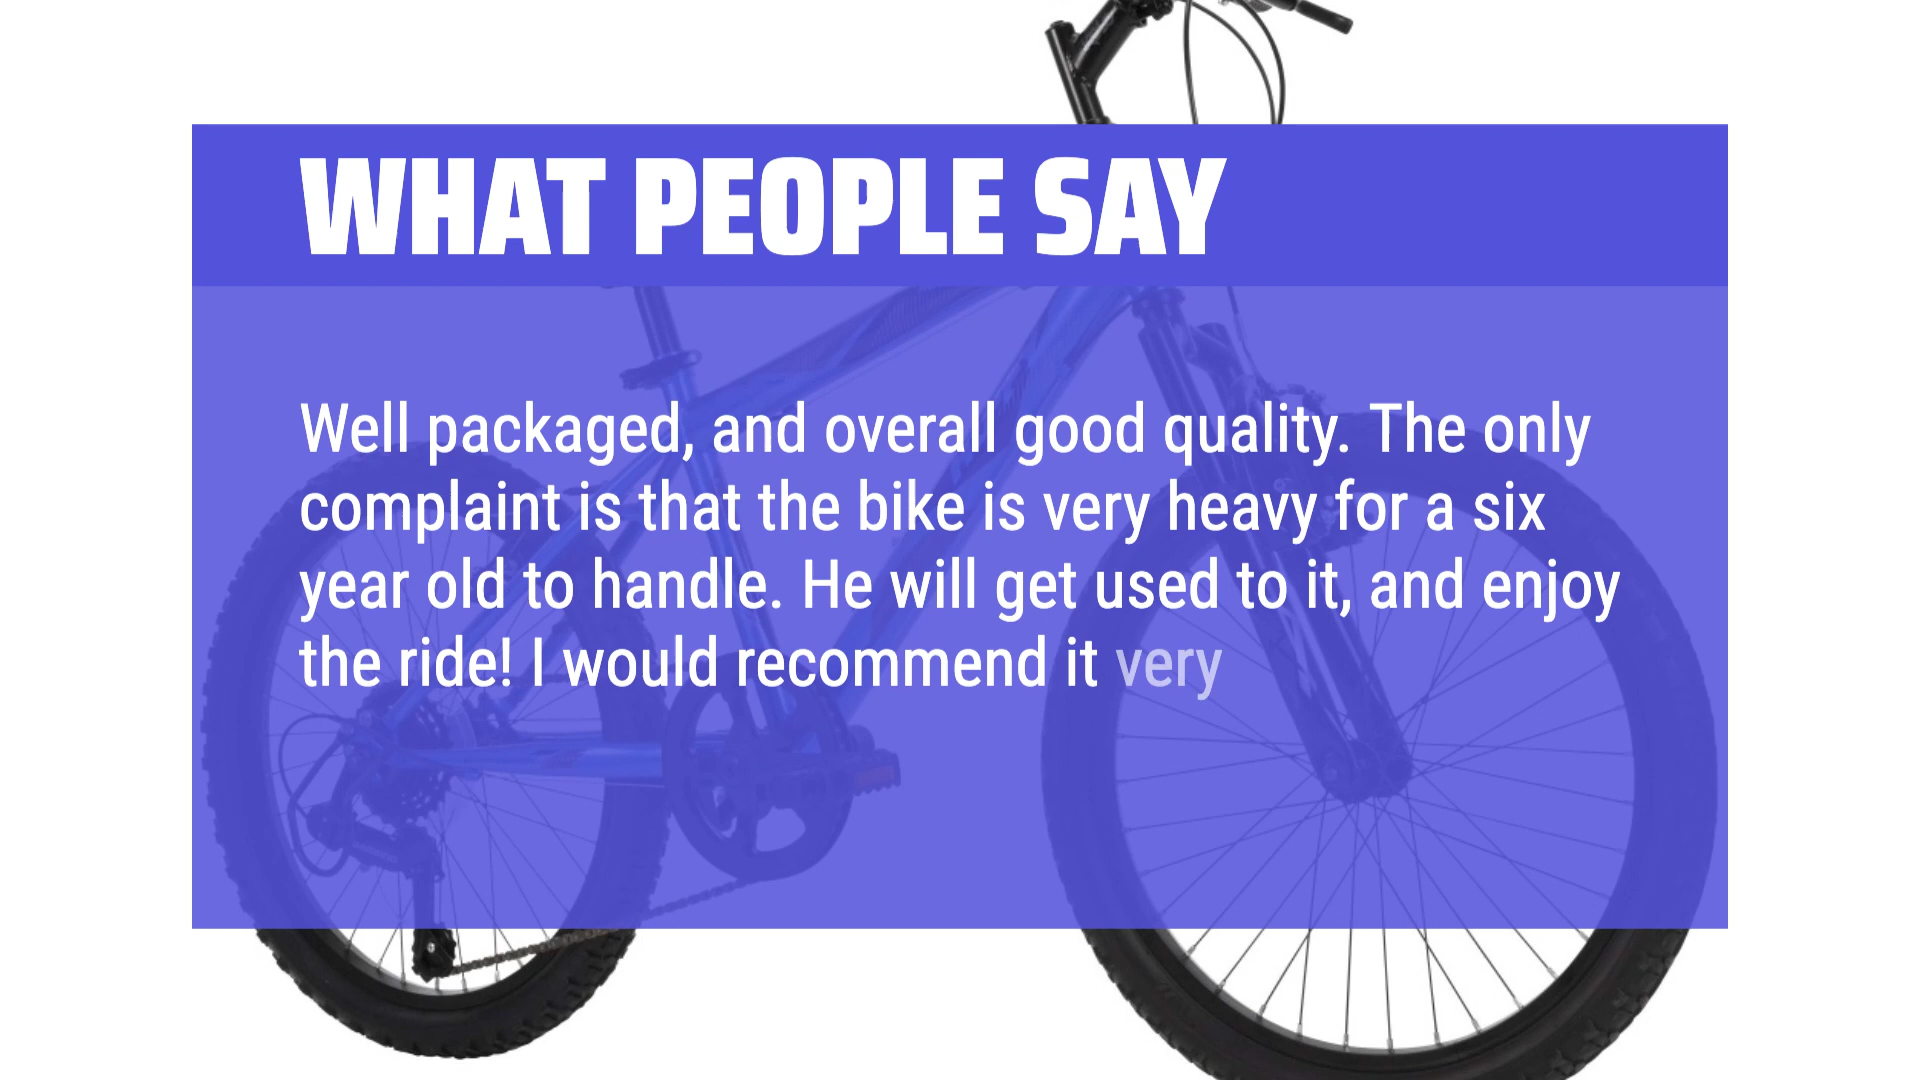 WHAT PEOPLE SAY
Well packaged, and overall good quality. The only
complaint is that the bike is very heavy for a six
year old to handle. He will get used to it, and enjoy
the ride! I would recommend it very